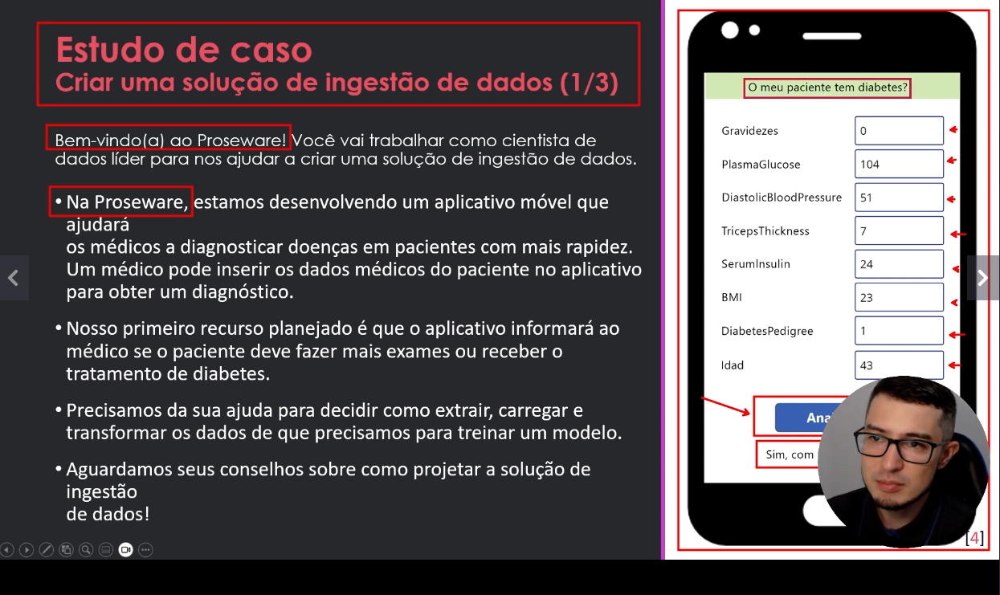 Estudo de caso
Criar uma solução de ingestão de dados (1/3)
Bem-vindo(a) ao Proseware! Você vai trabalhar como cientista de
dados líder para nos ajudar a criar uma solução de ingestão de dados.
• Na Proseware, estamos desenvolvendo um aplicativo móvel que
ajudará
os médicos a diagnosticar doenças em pacientes com mais rapidez.
Um médico pode inserir os dados médicos do paciente no aplicativo
para obter um diagnóstico.
• Nosso primeiro recurso planejado é que o aplicativo informará ao
médico se o paciente deve fazer mais exames ou receber o
tratamento de diabetes.
• Precisamos da sua ajuda para decidir como extrair, carregar e
transformar os dados de que precisamos para treinar um modelo.
• Aguardamos seus conselhos sobre como projetar a solução de
ingestão
de dados!
O meu paciente tem diabetes?
Gravidezes 0
PlasmaGlucose 104
DiastolicBloodPressure 51
TricepsThickness 7
SerumInsulin 24
BMI 23
DiabetesPedigree 1
Idad 43
Sim, com
[4]